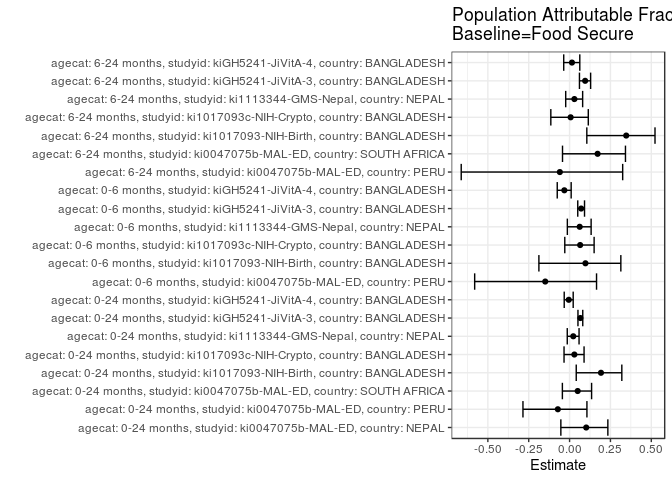 Population Attributable Frac
Baseline=Food Secure
agecat: 6-24 months, studyid: kiGH5241-JiVitA-4, country: BANGLADESH
agecat: 6-24 months, studyid: kiGH5241-JiVitA-3, country: BANGLADESH
agecat: 6-24 months, studyid: ki1113344-GMS-Nepal, country: NEPAL
agecat: 6-24 months, studyid: ki1017093c-NIH-Crypto, country: BANGLADESH
agecat: 6-24 months, studyid: ki1017093-NIH-Birth, country: BANGLADESH
agecat: 6-24 months, studyid: ki0047075b-MAL-ED, country: SOUTH AFRICA
agecat: 6-24 months, studyid: ki0047075b-MAL-ED, country: PERU
agecat: 0-6 months, studyid: kiGH5241-JiVitA-4, country: BANGLADESH
agecat: 0-6 months, studyid: kiGH5241-JiVitA-3, country: BANGLADESH
agecat: 0-6 months, studyid: ki1113344-GMS-Nepal, country: NEPAL
agecat: 0-6 months, studyid: ki1017093c-NIH-Crypto, country: BANGLADESH
agecat: 0-6 months, studyid: ki1017093-NIH-Birth, country: BANGLADESH
agecat: 0-6 months, studyid: ki0047075b-MAL-ED, country: PERU
agecat: 0-24 months, studyid: kiGH5241-JiVitA-4, country: BANGLADESH
agecat: 0-24 months, studyid: kiGH5241-JiVitA-3, country: BANGLADESH
agecat: 0-24 months, studyid: ki1113344-GMS-Nepal, country: NEPAL
agecat: 0-24 months, studyid: ki1017093c-NIH-Crypto, country: BANGLADESH
agecat: 0-24 months, studyid: ki1017093-NIH-Birth, country: BANGLADESH
agecat: 0-24 months, studyid: ki0047075b-MAL-ED, country: SOUTH AFRICA
agecat: 0-24 months, studyid: ki0047075b-MAL-ED, country: PERU
agecat: 0-24 months, studyid: ki0047075b-MAL-ED, country: NEPAL
-0.50 -0.25 0.00 0.25 0.50
Estimate